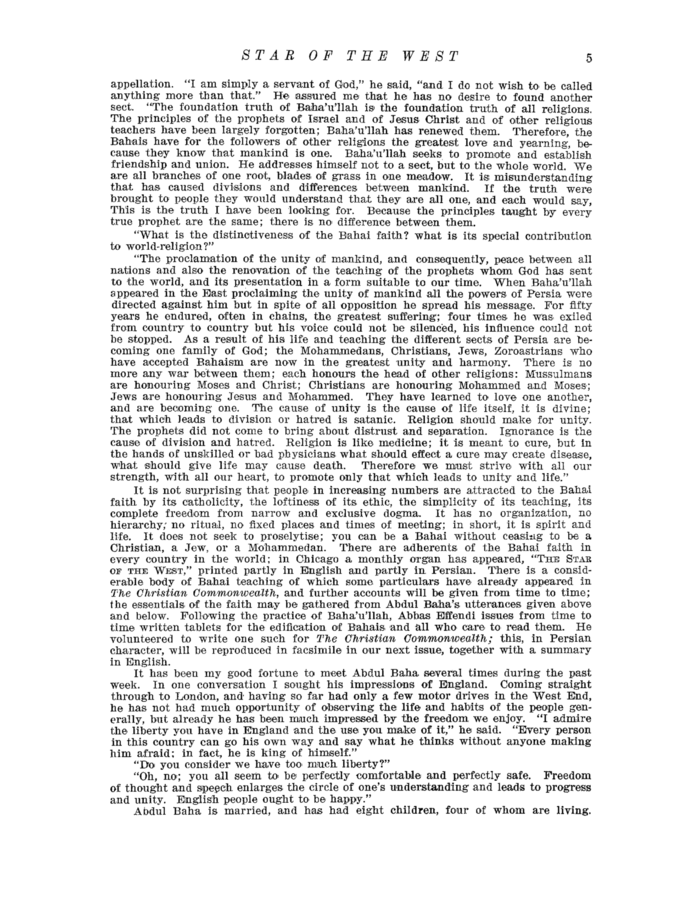 STAR OF THE WEST 5
appellation. "I am simply a servant of God," he said, "and I do not wish to be called
anything more than that." He assured me that he has no desire to found another
sect. "The foundation truth of Baha'u'llah is the foundation truth of all religions.
The principles of the prophets of Israel and of Jesus Christ and of other religious
teachers have been largely forgotten; Baha'u'llah has renewed them. Therefore, the
Bahais have for the followers of other religions the greatest love and yearning, be-
cause they know that mankind is one. Baha'u'llah seeks to promote and establish
friendship and union. He addresses himself not to a sect, but to the whole world. We
are all branches of one root, blades of grass in one meadow. It is misunderstanding
that has caused divisions and differences between mankind. If the truth were
brought to people they would understand that they are all one, and each would say,
This is the truth I have been looking for. Because the principles taught by every
true prophet are the same; there is no difference between them.
"What is the distinctiveness of the Bahai faith? what is its special contribution
to world-religion?"
"The proclamation of the unity of mankind, and consequently, peace between all
nations and also the renovation of the teaching of the prophets whom God has sent
to the world, and its presentation in a form suitable to our time. When Baha'u'llah
appeared in the East proclaiming the unity of mankind all the powers of Persia were
directed against him but in spite of all opposition he spread his message. For fifty
years he endured, often in chains, the greatest suffering; four times he was exiled
from country to country but his voice could not be silenced, his influence could not
be stopped. As a result of his life and teaching the different sects of Persia are be-
coming one family of God; the Mohammedans, Christians, Jews, Zoroastrians who
have accepted Bahaism are now in the greatest unity and harmony. There is no
more any war between them; each honours the head of other religions: Mussulmans
are honouring Moses and Christ; Christians are honouring Mohammed and Moses;
Jews are honouring Jesus and Mohammed. They have learned to love one another,
and are becoming one. The cause of unity is the cause of life itself, it is divine;
that which leads to division or hatred is satanic. Religion should make for unity.
The prophets did not come to bring about distrust and separation. Ignorance is the
cause of division and hatred. Religion is like medicine; it is meant to cure, but in
the hands of unskilled or bad physicians what should effect a cure may create disease,
what should give life may cause death. Therefore we must strive with all our
strength, with all our heart, to promote only that which leads to unity and life."
It is not surprising that people in increasing numbers are attracted to the Bahai
faith by its catholicity, the loftiness of its ethic, the simplicity of its teaching, its
complete freedom from narrow and exclusive dogma. It has no organization, no
hierarchy; no ritual, no fixed places and times of meeting; in short, it is spirit and
life. It does not seek to proselytise; you can be a Bahai without ceasing to be a
Christian, a Jew, or a Mohammedan. There are adherents of the Bahai faith in
every country in the world; in Chicago a monthly organ has appeared, "THE STAR
OF THE WEST," printed partly in English and partly in Persian. There is a consid-
erable body of Bahai teaching of which some particulars have already appeared in
The Christian Commonwealth, and further accounts will be given from time to time;
the essentials of the faith may be gathered from Abdul Baha's utterances given above
and below. Following the practice of Baha'u'llah, Abbas Effendi issues from time to
time written tablets for the edification of Bahais and all who care to read them. He
volunteered to write one such for The Christian Commonwealth; this, in Persian
character, will be reproduced in facsimile in our next issue, together with a summary
in English.
It has been my good fortune to meet Abdul Baha several times during the past
week. In one conversation I sought his impressions of England. Coming straight
through to London, and having so far had only a few motor drives in the West End,
he has not had much opportunity of observing the life and habits of the people gen-
erally, but already he has been much impressed by the freedom we enjoy. "I admire
the liberty you have in England and the use you make of it," he said. "Every person
in this country can go his own way and say what he thinks without anyone making
him afraid; in fact, he is king of himself."
"Do you consider we have too much liberty?"
"Oh, no; you all seem to be perfectly comfortable and perfectly safe. Freedom
of thought and speech enlarges the circle of one's understanding and leads to progress
and unity. English people ought to be happy."
Abdul Baha is married, and has had eight children, four of whom are living.